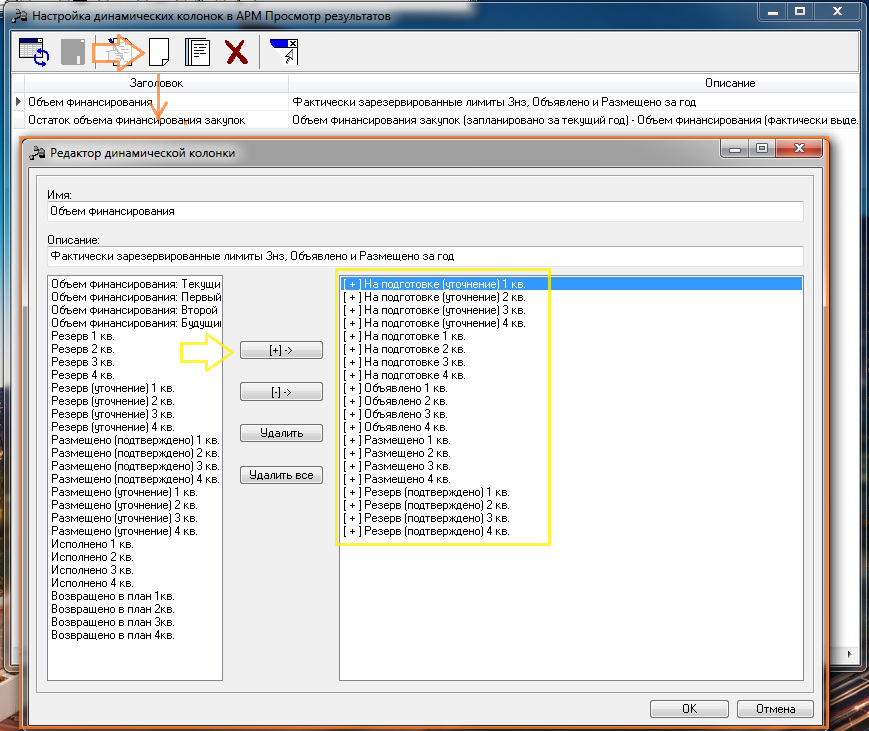 Настройка динамических колонок в АРМ Просмотр результатов
Заголовок
Описание
Объем финансирования
Фактически зарезервированные лимиты Знз, Объявлено и Размещено за год
Остаток объема финансирования закупок
Объем финансирования закупок (запланировано за текущий год) - Объем Финансирования (фактически выде.
Редактор динамической колонки
Имя:
Объем финансирования
Описание:
Фактически зарезервированные лимиты Знз, Объявлено и Размещено за год
Объем финансирования: Текущи
Объем финансирования: Первый
Объем финансирования: Второй
Объем финансирования: Будущи
Резерв 1 кв.
Резерв 2 кв.
Резерв 3 кв.
Резерв 4 кв.
Резерв (уточнение) 1 кв.
Резерв (уточнение) 2 кв.
Резерв (уточнение) 3 кв.
Резерв (уточнение) 4 кв.
Размещено (подтверждено) 1 кв.
Размещено (подтверждено) 2 кв.
Размещено (подтверждено) 3 кв.
Размещено (подтверждено) 4 кв.
Размещено (уточнение) 1 кв.
Размещено (уточнение) 2 кв.
Размещено (уточнение) 3 кв.
Размещено (уточнение) 4 кв.
Исполнено 1 кв.
Исполнено 2 кв.
Исполнено 3 кв.
Исполнено 4 кв.
Возвращено в план 1кв.
Возвращено в план 2кв.
Возвращено в план 3кв.
Возвращено в план 4кв.
[+] ->
[-] ->
Удалить
Удалить все
[ + ] На подготовке (уточнение) 1 кв.
[ + ] На подготовке (уточнение) 2 кв.
[ + ] На подготовке (уточнение) 3 кв.
[ + ] На подготовке (уточнение) 4 кв.
[ + ] На подготовке 1 кв.
[ + ] На подготовке 2 кв.
[ + ] На подготовке 3 кв.
[ + ] На подготовке 4 кв.
[ + ] Объявлено 1 кв.
[ + ] Объявлено 2 кв.
[ + ] Объявлено 3 кв.
[ + ] Объявлено 4 кв.
[ + ] Размещено 1 кв.
[ + ] Размещено 2 кв.
[ + ] Размещено 3 кв.
[ + ] Размещено 4 кв.
[ + ] Резерв (подтверждено) 1 кв.
[ + ] Резерв (подтверждено) 2 кв.
[ + ] Резерв (подтверждено) 3 кв.
[ + ] Резерв (подтверждено) 4 кв.
OK
Отмена